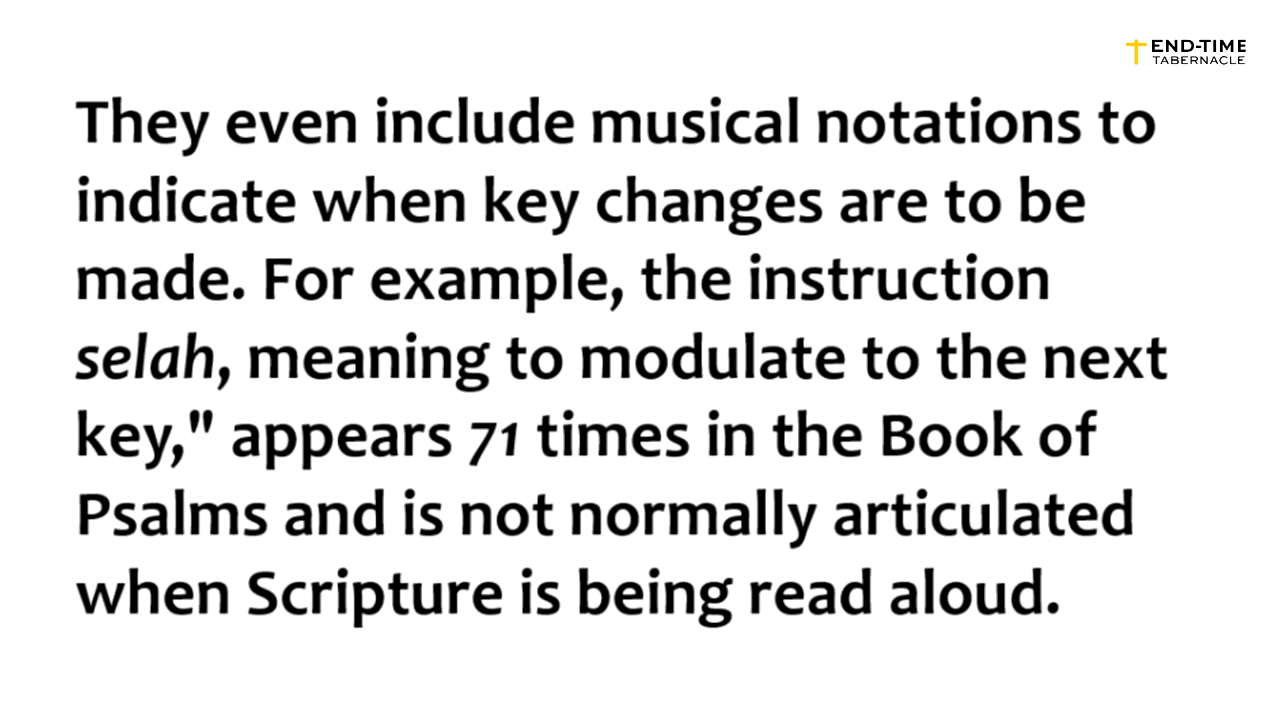 END-TIME
TABERNACLE
They even include musical notations to
indicate when key changes are to be
made. For example, the instruction
selah, meaning to modulate to the next
key," appears 71 times in the Book of
Psalms and is not normally articulated
when Scripture is being read aloud.